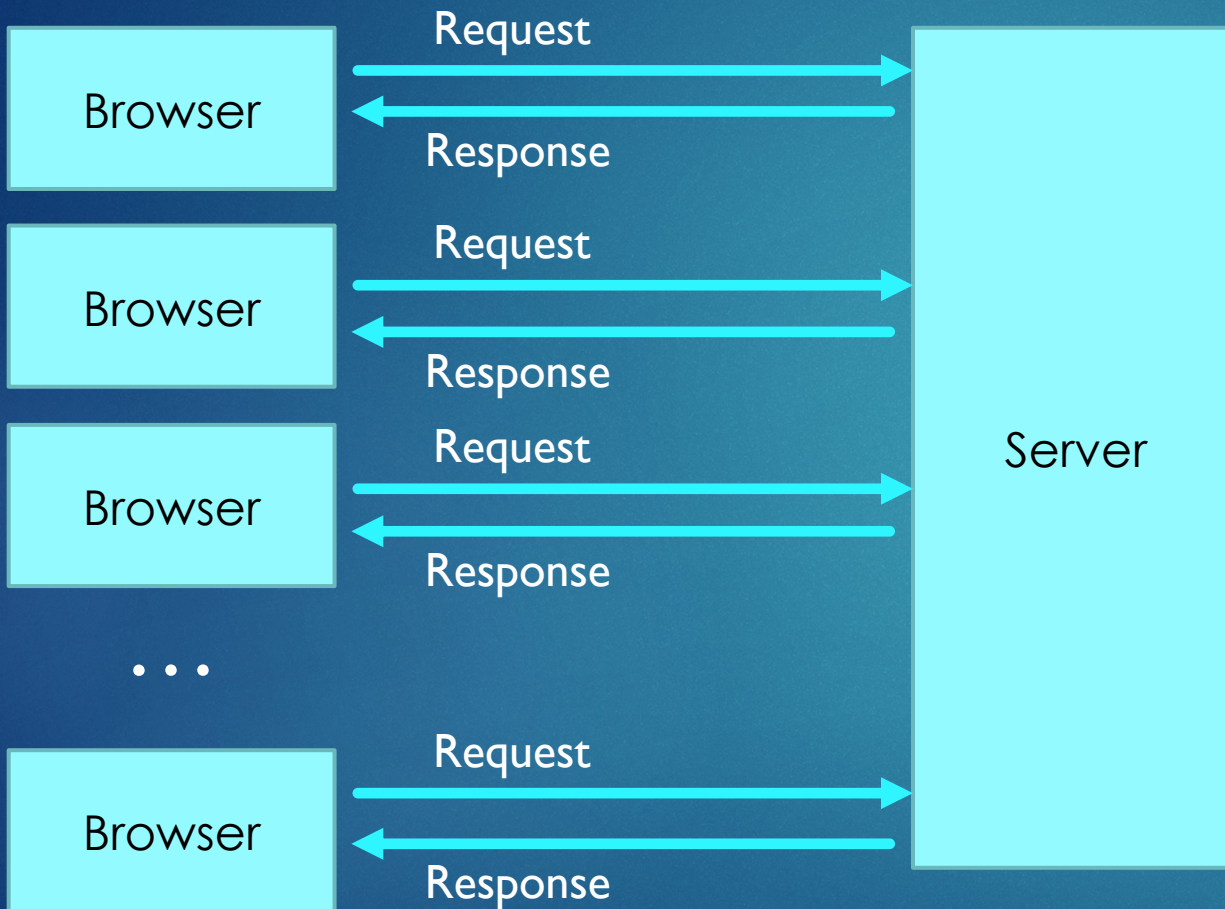 Request
Browser
Response
Request
Browser
Response
Request
Server
Browser
Response
...
Request
Browser
Response